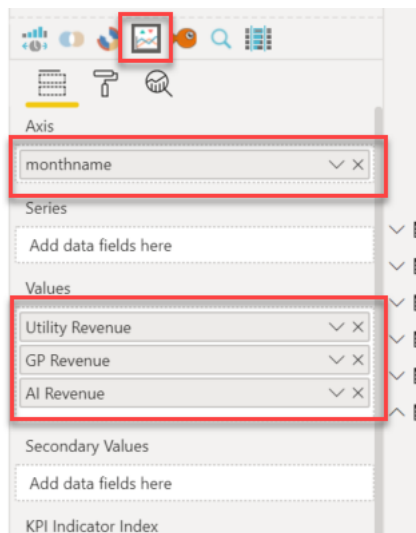 Axis
monthname
Series
Add data fields here
Values
Utility Revenue
GP Revenue
AI Revenue
Secondary Values
Add data fields here
KPI Indicator Index